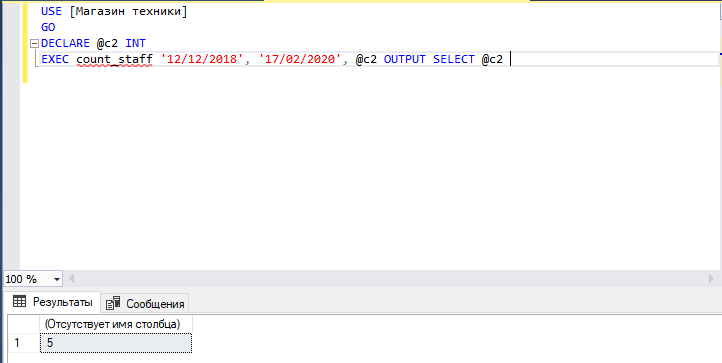 USE [Магазин техники]
GO
DECLARE @c2 INT
EXEC count_staff '12/12/2018', '17/02/2020', @c2 OUTPUT SELECT @c2
100 %
Результаты Сообщения
(Отсутствует имя столбца)
1 5